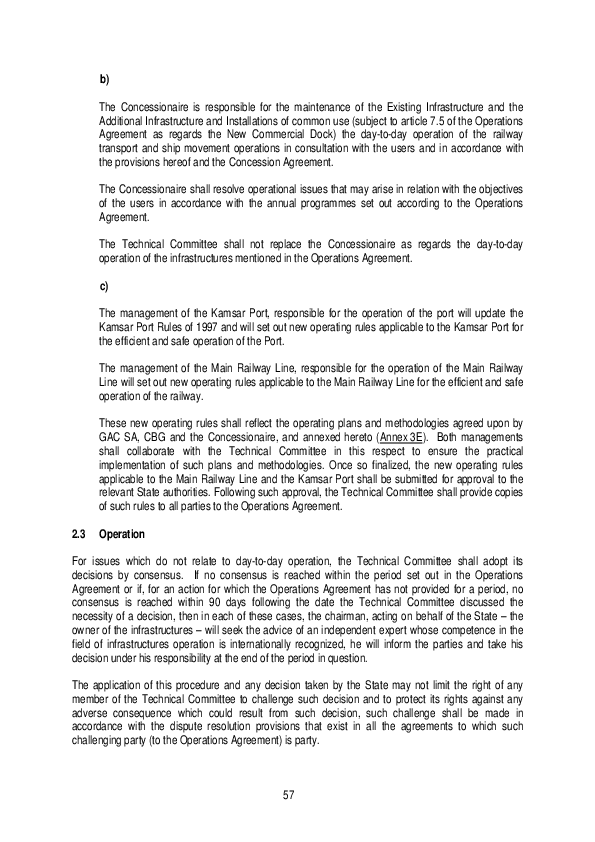 b)
The Concessionaire is responsible for the maintenance of the Existing Infrastructure and the
Additional Infrastructure and Installations of common use (subject to article 7.5 of the Operations
Agreement as regards the New Commercial Dock) the day-to-day operation of the railway
transport and ship movement operations in consultation with the users and in accordance with
the provisions hereof and the Concession Agreement.
The Concessionaire shall resolve operational issues that may arise in relation with the objectives
of the users in accordance with the annual programmes set out according to the Operations
Agreement.
The Technical Committee shall not replace the Concessionaire as regards the day-to-day
operation of the infrastructures mentioned in the Operations Agreement.
c)
The management of the Kamsar Port, responsible for the operation of the port will update the
Kamsar Port Rules of 1997 and will set out new operating rules applicable to the Kamsar Port for
the efficient and safe operation of the Port.
The management of the Main Railway Line, responsible for the operation of the Main Railway
Line will set out new operating rules applicable to the Main Railway Line for the efficient and safe
operation of the railway.
These new operating rules shall reflect the operating plans and methodologies agreed upon by
GAC SA, CBG and the Concessionaire, and annexed hereto (Annex 3E). Both managements
shall collaborate with the Technical Committee in this respect to ensure the practical
implementation of such plans and methodologies. Once so finalized, the new operating rules
applicable to the Main Railway Line and the Kamsar Port shall be submitted for approval to the
relevant State authorities. Following such approval, the Technical Committee shall provide copies
of such rules to all parties to the Operations Agreement.
2.3 Operation
For issues which do not relate to day-to-day operation, the Technical Committee shall adopt its
decisions by consensus. If no consensus is reached within the period set out in the Operations
Agreement or if, for an action for which the Operations Agreement has not provided for a period, no
consensus is reached within 90 days following the date the Technical Committee discussed the
necessity of a decision, then in each of these cases, the chairman, acting on behalf of the State – the
owner of the infrastructures – will seek the advice of an independent expert whose competence in the
field of infrastructures operation is internationally recognized, he will inform the parties and take his
decision under his responsibility at the end of the period in question.
The application of this procedure and any decision taken by the State may not limit the right of any
member of the Technical Committee to challenge such decision and to protect its rights against any
adverse consequence which could result from such decision, such challenge shall be made in
accordance with the dispute resolution provisions that exist in all the agreements to which such
challenging party (to the Operations Agreement) is party.
57